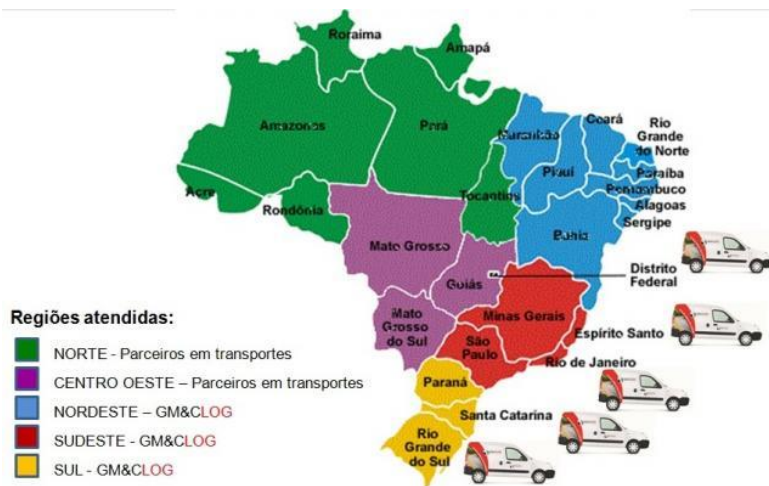 Roraima
Amapá
Amazonas
Pará
Maranhão
Ceará
Rio
Grande
do Norte
Piauí
Paraíba
Pernambuco
Alagoas
Sergipe
Acre
Rondônia
Tocantins
Mato Grosso
Bahia
Goiás
Distrito
Federal
Mato
Grosso
do Sul
Minas Gerais
Espírito Santo
São
Paulo
Rio de Janeiro
Paraná
Santa Catarina
Rio
Grande
do Sul
Regiões atendidas:
NORTE - Parceiros em transportes
CENTRO OESTE – Parceiros em transportes
NORDESTE – GM&CLOG
SUDESTE - GM&CLOG
SUL - GM&CLOG